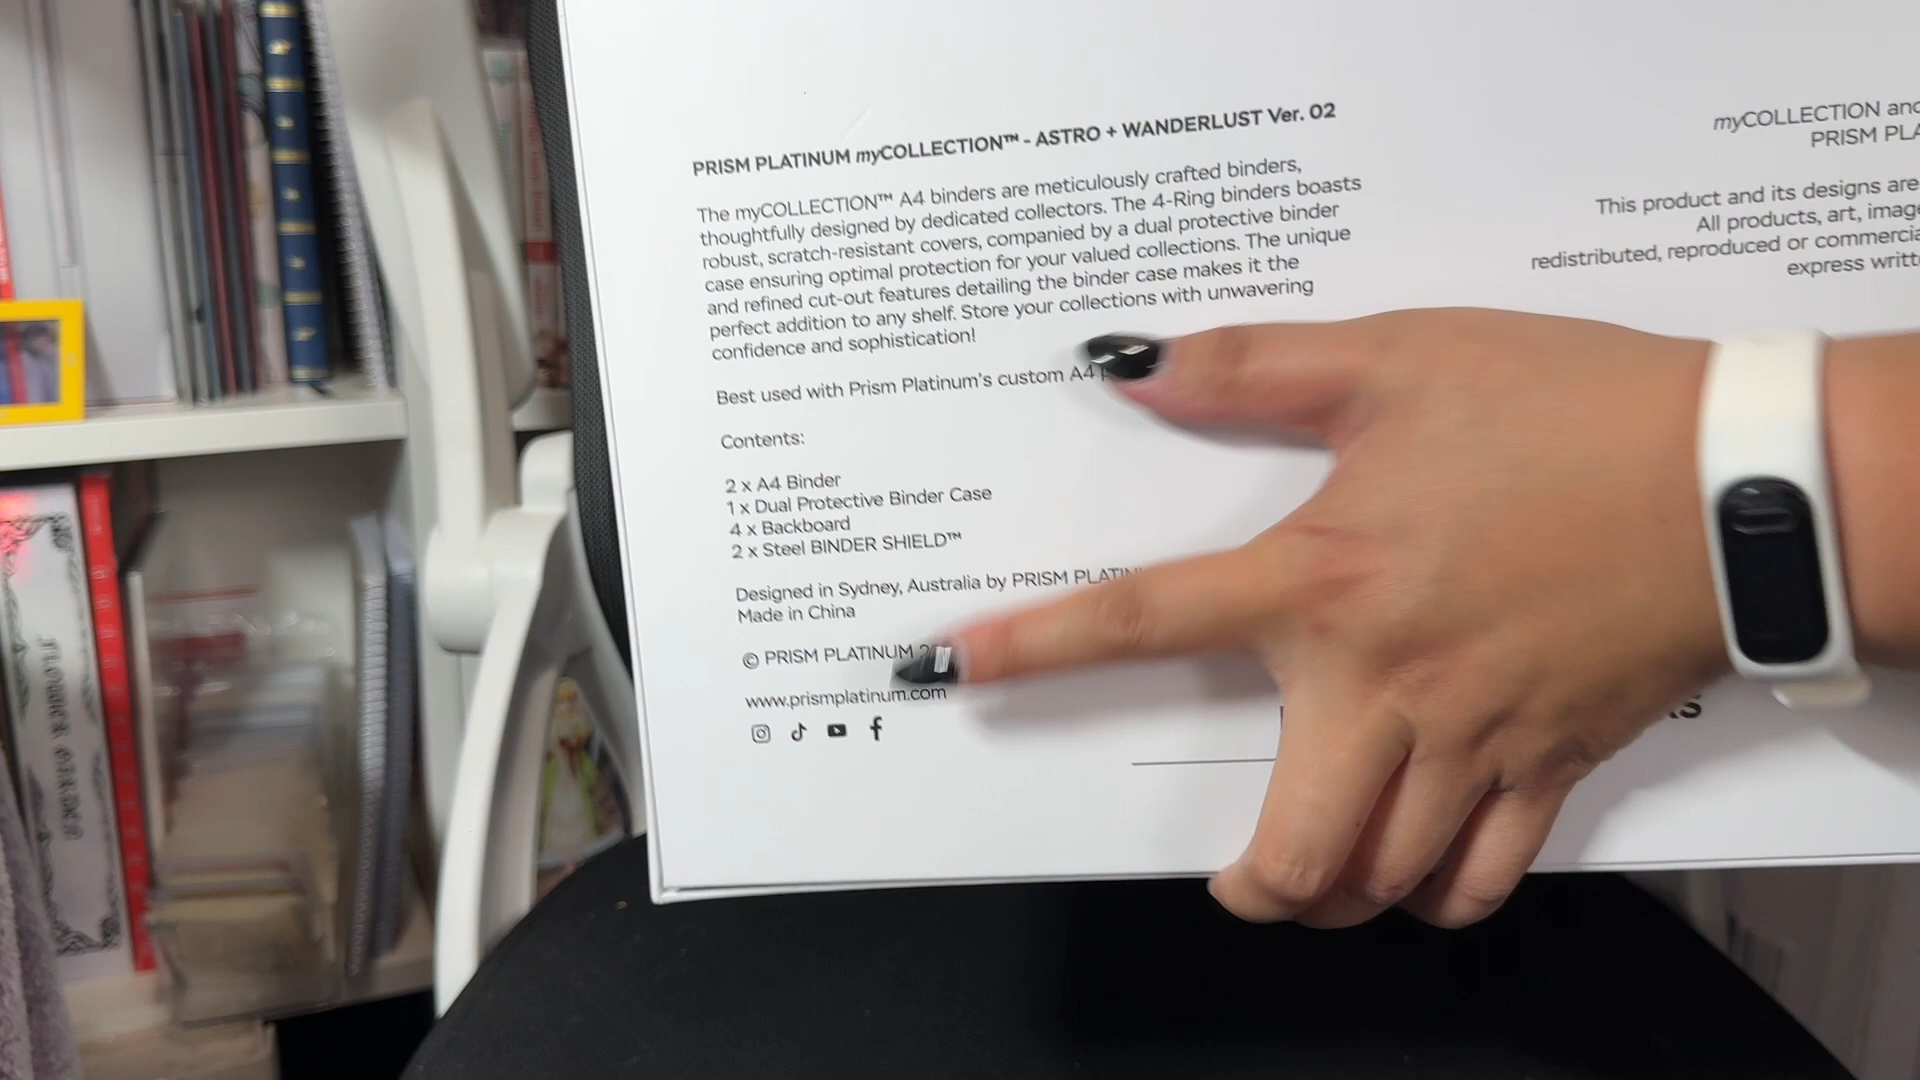 PRISM PLATINUM myCOLLECTION™ - ASTRO + WANDERLUST Ver. 02
The myCOLLECTION™ A4 binders are meticulously crafted binders,
thoughtfully designed by dedicated collectors. The 4-Ring binders boasts
robust, scratch-resistant covers, companied by a dual protective binder
case ensuring optimal protection for your valued collections. The unique
and refined cut-out features detailing the binder case makes it the
perfect addition to any shelf. Store your collections with unwavering
confidence and sophistication!
Best used with Prism Platinum's custom A4
Contents:
2 x A4 Binder
1 x Dual Protective Binder Case
4 x Backboard
2 x Steel BINDER SHIELD™
Designed in Sydney, Australia by PRISM
Made in China
© PRISM PLATINUM
www.prismplatinum.com
myCOLLECTION and
PRISM
This product and its designs are
All products, art,
redistributed, reproduced or
express
FLOWER GENRE